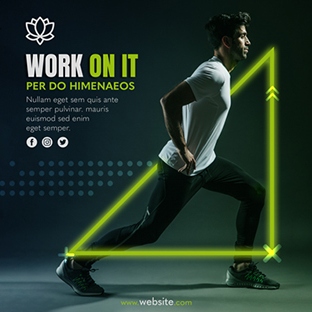 WORK ON IT
PER DO HIMENAEOS
Nullam eget sem quis ante
semper pulvinar. mauris
euismod sed enim
eget semper.
www.website.com